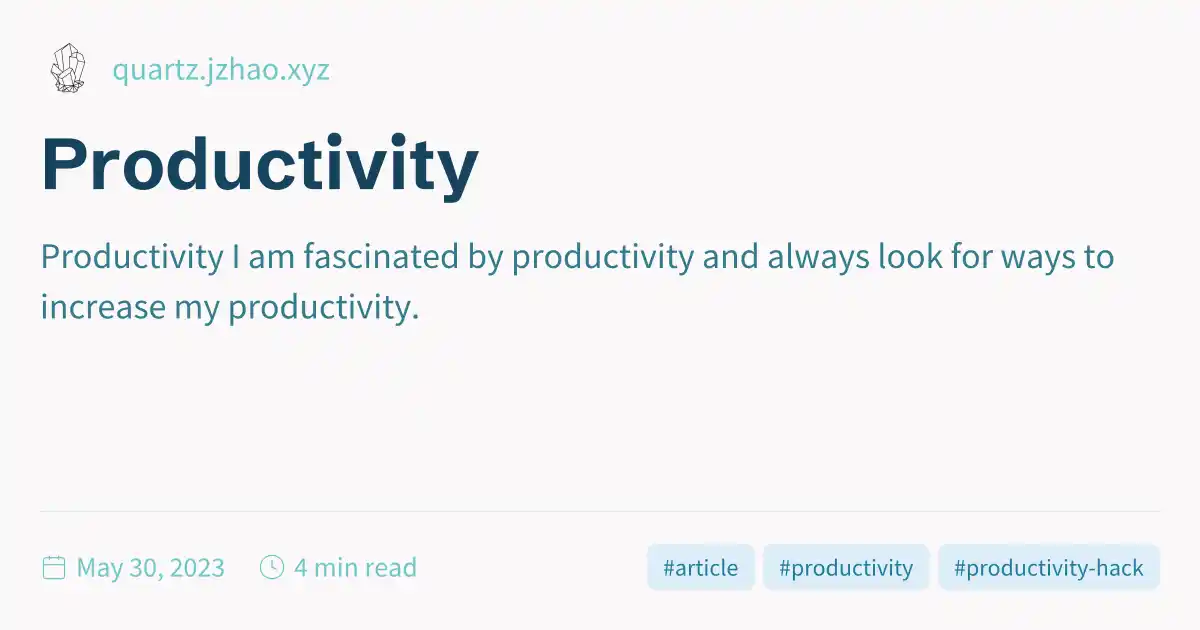 quartz.jzhao.xyz
Productivity
Productivity I am fascinated by productivity and always look for ways to
increase my productivity.
May 30, 2023 4 min read #article #productivity #productivity-hack